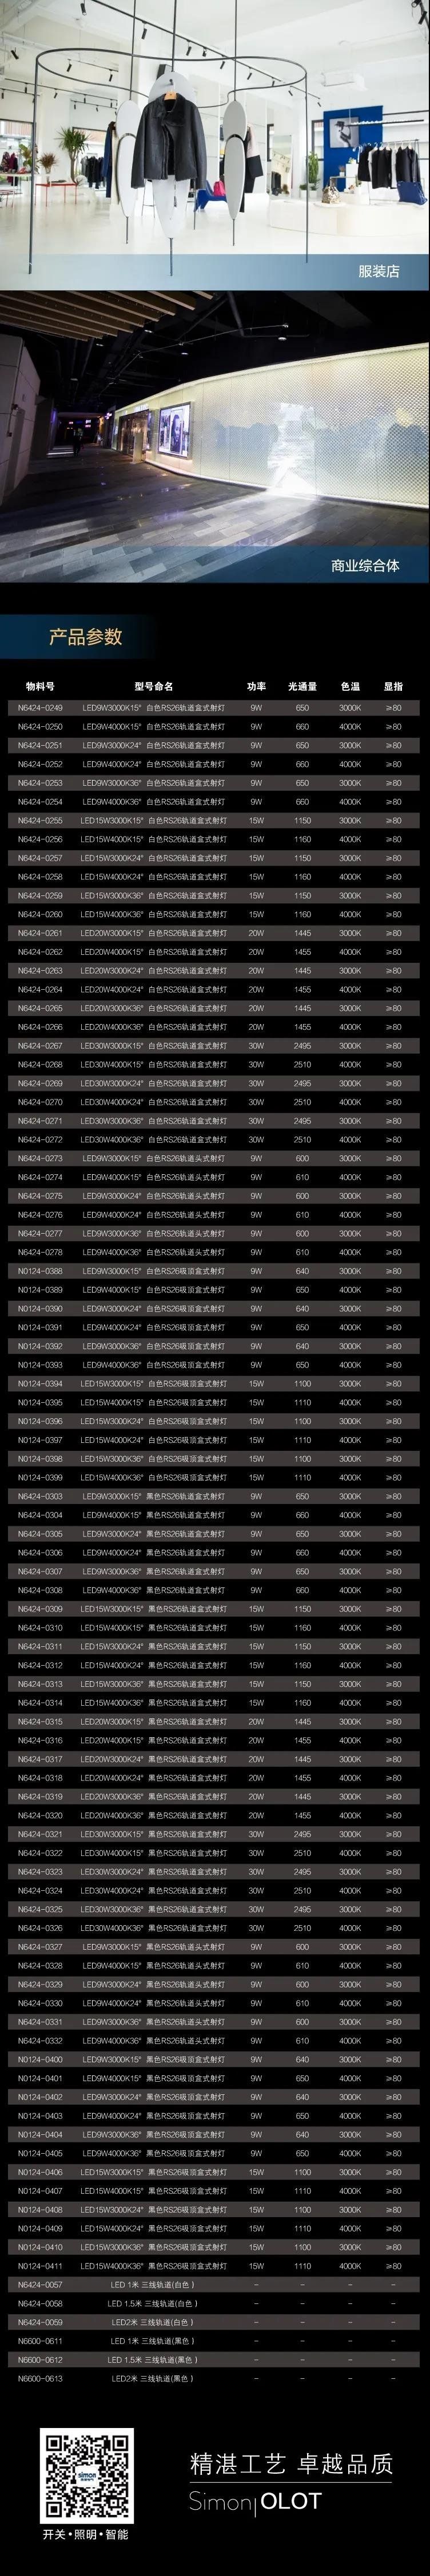 服装店
商业综合体
产品参数
物料号 型号命名 功率 光通量 色温 显指
N6424-0249 LED9W3000K15° 白色RS26轨道盒式射灯 9W 650 3000K ≥80
N6424-0250 LED9W4000K15° 白色RS26轨道盒式射灯 9W 660 4000K ≥80
N6424-0251 LED9W3000K24° 白色RS26轨道盒式射灯 9W 650 3000K ≥80
N6424-0252 LED9W4000K24° 白色RS26轨道盒式射灯 9W 660 4000K ≥80
N6424-0253 LED9W3000K36° 白色RS26轨道盒式射灯 9W 650 3000K ≥80
N6424-0254 LED9W4000K36° 白色RS26轨道盒式射灯 9W 660 4000K ≥80
N6424-0255 LED15W3000K15° 白色RS26轨道盒式射灯 15W 1150 3000K ≥80
N6424-0256 LED15W4000K15° 白色RS26轨道盒式射灯 15W 1160 4000K ≥80
N6424-0257 LED15W3000K24° 白色RS26轨道盒式射灯 15W 1150 3000K ≥80
N6424-0258 LED15W4000K24° 白色RS26轨道盒式射灯 15W 1160 4000K ≥80
N6424-0259 LED15W3000K36° 白色RS26轨道盒式射灯 15W 1150 3000K ≥80
N6424-0260 LED15W4000K36° 白色RS26轨道盒式射灯 15W 1160 4000K ≥80
N6424-0261 LED20W3000K15° 白色RS26轨道盒式射灯 20W 1445 3000K ≥80
N6424-0262 LED20W4000K15° 白色RS26轨道盒式射灯 20W 1455 4000K ≥80
N6424-0263 LED20W3000K24° 白色RS26轨道盒式射灯 20W 1445 3000K ≥80
N6424-0264 LED20W4000K24° 白色RS26轨道盒式射灯 20W 1455 4000K ≥80
N6424-0265 LED20W3000K36° 白色RS26轨道盒式射灯 20W 1445 3000K ≥80
N6424-0266 LED20W4000K36° 白色RS26轨道盒式射灯 20W 1455 4000K ≥80
N6424-0267 LED30W3000K15° 白色RS26轨道盒式射灯 30W 2495 3000K ≥80
N6424-0268 LED30W4000K15° 白色RS26轨道盒式射灯 30W 2510 4000K ≥80
N6424-0269 LED30W3000K24° 白色RS26轨道盒式射灯 30W 2495 3000K ≥80
N6424-0270 LED30W4000K24° 白色RS26轨道盒式射灯 30W 2510 4000K ≥80
N6424-0271 LED30W3000K36° 白色RS26轨道盒式射灯 30W 2495 3000K ≥80
N6424-0272 LED30W4000K36° 白色RS26轨道盒式射灯 30W 2510 4000K ≥80
N6424-0273 LED9W3000K15° 白色RS26轨道头式射灯 9W 600 3000K ≥80
N6424-0274 LED9W4000K15° 白色RS26轨道头式射灯 9W 610 4000K ≥80
N6424-0275 LED9W3000K24° 白色RS26轨道头式射灯 9W 600 3000K ≥80
N6424-0276 LED9W4000K24° 白色RS26轨道头式射灯 9W 610 4000K ≥80
N6424-0277 LED9W3000K36° 白色RS26轨道头式射灯 9W 600 3000K ≥80
N6424-0278 LED9W4000K36° 白色RS26轨道头式射灯 9W 610 4000K ≥80
N0124-0388 LED9W3000K15° 白色RS26吸顶盒式射灯 9W 640 3000K ≥80
N0124-0389 LED9W4000K15° 白色RS26吸顶盒式射灯 9W 650 4000K ≥80
N0124-0390 LED9W3000K24° 白色RS26吸顶盒式射灯 9W 640 3000K ≥80
N0124-0391 LED9W4000K24° 白色RS26吸顶盒式射灯 9W 650 4000K ≥80
N0124-0392 LED9W3000K36° 白色RS26吸顶盒式射灯 9W 640 3000K ≥80
N0124-0393 LED9W4000K36° 白色RS26吸顶盒式射灯 9W 650 4000K ≥80
N0124-0394 LED15W3000K15° 白色RS26吸顶盒式射灯 15W 1100 3000K ≥80
N0124-0395 LED15W4000K15° 白色RS26吸顶盒式射灯 15W 1110 4000K ≥80
N0124-0396 LED15W3000K24° 白色RS26吸顶盒式射灯 15W 1100 3000K ≥80
N0124-0397 LED15W4000K24° 白色RS26吸顶盒式射灯 15W 1110 4000K ≥80
N0124-0398 LED15W3000K36° 白色RS26吸顶盒式射灯 15W 1100 3000K ≥80
N0124-0399 LED15W4000K36° 白色RS26吸顶盒式射灯 15W 1110 4000K ≥80
N6424-0303 LED9W3000K15° 黑色RS26轨道盒式射灯 9W 650 3000K ≥80
N6424-0304 LED9W4000K15° 黑色RS26轨道盒式射灯 9W 660 4000K ≥80
N6424-0305 LED9W3000K24° 黑色RS26轨道盒式射灯 9W 650 3000K ≥80
N6424-0306 LED9W4000K24° 黑色RS26轨道盒式射灯 9W 660 4000K ≥80
N6424-0307 LED9W3000K36° 黑色RS26轨道盒式射灯 9W 650 3000K ≥80
N6424-0308 LED9W4000K36° 黑色RS26轨道盒式射灯 9W 660 4000K ≥80
N6424-0309 LED15W3000K15° 黑色RS26轨道盒式射灯 15W 1150 3000K ≥80
N6424-0310 LED15W4000K15° 黑色RS26轨道盒式射灯 15W 1160 4000K ≥80
N6424-0311 LED15W3000K24° 黑色RS26轨道盒式射灯 15W 1150 3000K ≥80
N6424-0312 LED15W4000K24° 黑色RS26轨道盒式射灯 15W 1160 4000K ≥80
N6424-0313 LED15W3000K36° 黑色RS26轨道盒式射灯 15W 1150 3000K ≥80
N6424-0314 LED15W4000K36° 黑色RS26轨道盒式射灯 15W 1160 4000K ≥80
N6424-0315 LED20W3000K15° 黑色RS26轨道盒式射灯 20W 1445 3000K ≥80
N6424-0316 LED20W4000K15° 黑色RS26轨道盒式射灯 20W 1455 4000K ≥80
N6424-0317 LED20W3000K24° 黑色RS26轨道盒式射灯 20W 1445 3000K ≥80
N6424-0318 LED20W4000K24° 黑色RS26轨道盒式射灯 20W 1455 4000K ≥80
N6424-0319 LED20W3000K36° 黑色RS26轨道盒式射灯 20W 1445 3000K ≥80
N6424-0320 LED20W4000K36° 黑色RS26轨道盒式射灯 20W 1455 4000K ≥80
N6424-0321 LED30W3000K15° 黑色RS26轨道盒式射灯 30W 2495 3000K ≥80
N6424-0322 LED30W4000K15° 黑色RS26轨道盒式射灯 30W 2510 4000K ≥80
N6424-0323 LED30W3000K24° 黑色RS26轨道盒式射灯 30W 2495 3000K ≥80
N6424-0324 LED30W4000K24° 黑色RS26轨道盒式射灯 30W 2510 4000K ≥80
N6424-0325 LED30W3000K36° 黑色RS26轨道盒式射灯 30W 2495 3000K ≥80
N6424-0326 LED30W4000K36° 黑色RS26轨道盒式射灯 30W 2510 4000K ≥80
N6424-0327 LED9W3000K15° 黑色RS26轨道头式射灯 9W 600 3000K ≥80
N6424-0328 LED9W4000K15° 黑色RS26轨道头式射灯 9W 610 4000K ≥80
N6424-0329 LED9W3000K24° 黑色RS26轨道头式射灯 9W 600 3000K ≥80
N6424-0330 LED9W4000K24° 黑色RS26轨道头式射灯 9W 610 4000K ≥80
N6424-0331 LED9W3000K36° 黑色RS26轨道头式射灯 9W 600 3000K ≥80
N6424-0332 LED9W4000K36° 黑色RS26轨道头式射灯 9W 610 4000K ≥80
N0124-0400 LED9W3000K15° 黑色RS26吸顶盒式射灯 9W 640 3000K ≥80
N0124-0401 LED9W4000K15° 黑色RS26吸顶盒式射灯 9W 650 4000K ≥80
N0124-0402 LED9W3000K24° 黑色RS26吸顶盒式射灯 9W 640 3000K ≥80
N0124-0403 LED9W4000K24° 黑色RS26吸顶盒式射灯 9W 650 4000K ≥80
N0124-0404 LED9W3000K36° 黑色RS26吸顶盒式射灯 9W 640 3000K ≥80
N0124-0405 LED9W4000K36° 黑色RS26吸顶盒式射灯 9W 650 4000K ≥80
N0124-0406 LED15W3000K15° 黑色RS26吸顶盒式射灯 15W 1100 3000K ≥80
N0124-0407 LED15W4000K15° 黑色RS26吸顶盒式射灯 15W 1110 4000K ≥80
N0124-0408 LED15W3000K24° 黑色RS26吸顶盒式射灯 15W 1100 3000K ≥80
N0124-0409 LED15W4000K24° 黑色RS26吸顶盒式射灯 15W 1110 4000K ≥80
N0124-0410 LED15W3000K36° 黑色RS26吸顶盒式射灯 15W 1100 3000K ≥80
N0124-0411 LED15W4000K36° 黑色RS26吸顶盒式射灯 15W 1110 4000K ≥80
N6424-0057 LED 1米 三线轨道(白色) - - - -
N6424-0058 LED 1.5米 三线轨道(白色) - - - -
N6424-0059 LED2米 三线轨道(白色) - - - -
N6600-0611 LED 1米 三线轨道(黑色) - - - -
N6600-0612 LED 1.5米 三线轨道(黑色) - - - -
N6600-0613 LED2米 三线轨道(黑色) - - - -
simon
精湛工艺 卓越品质
Simon|OLOT
开关•照明•智能